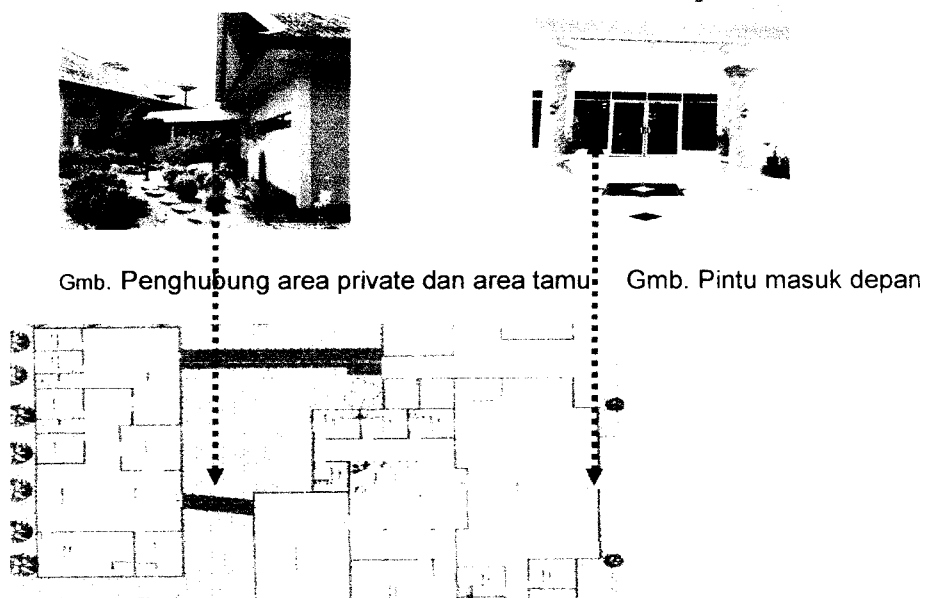 Gmb. Penghubung area private dan area tamu
Gmb. Pintu masuk depan